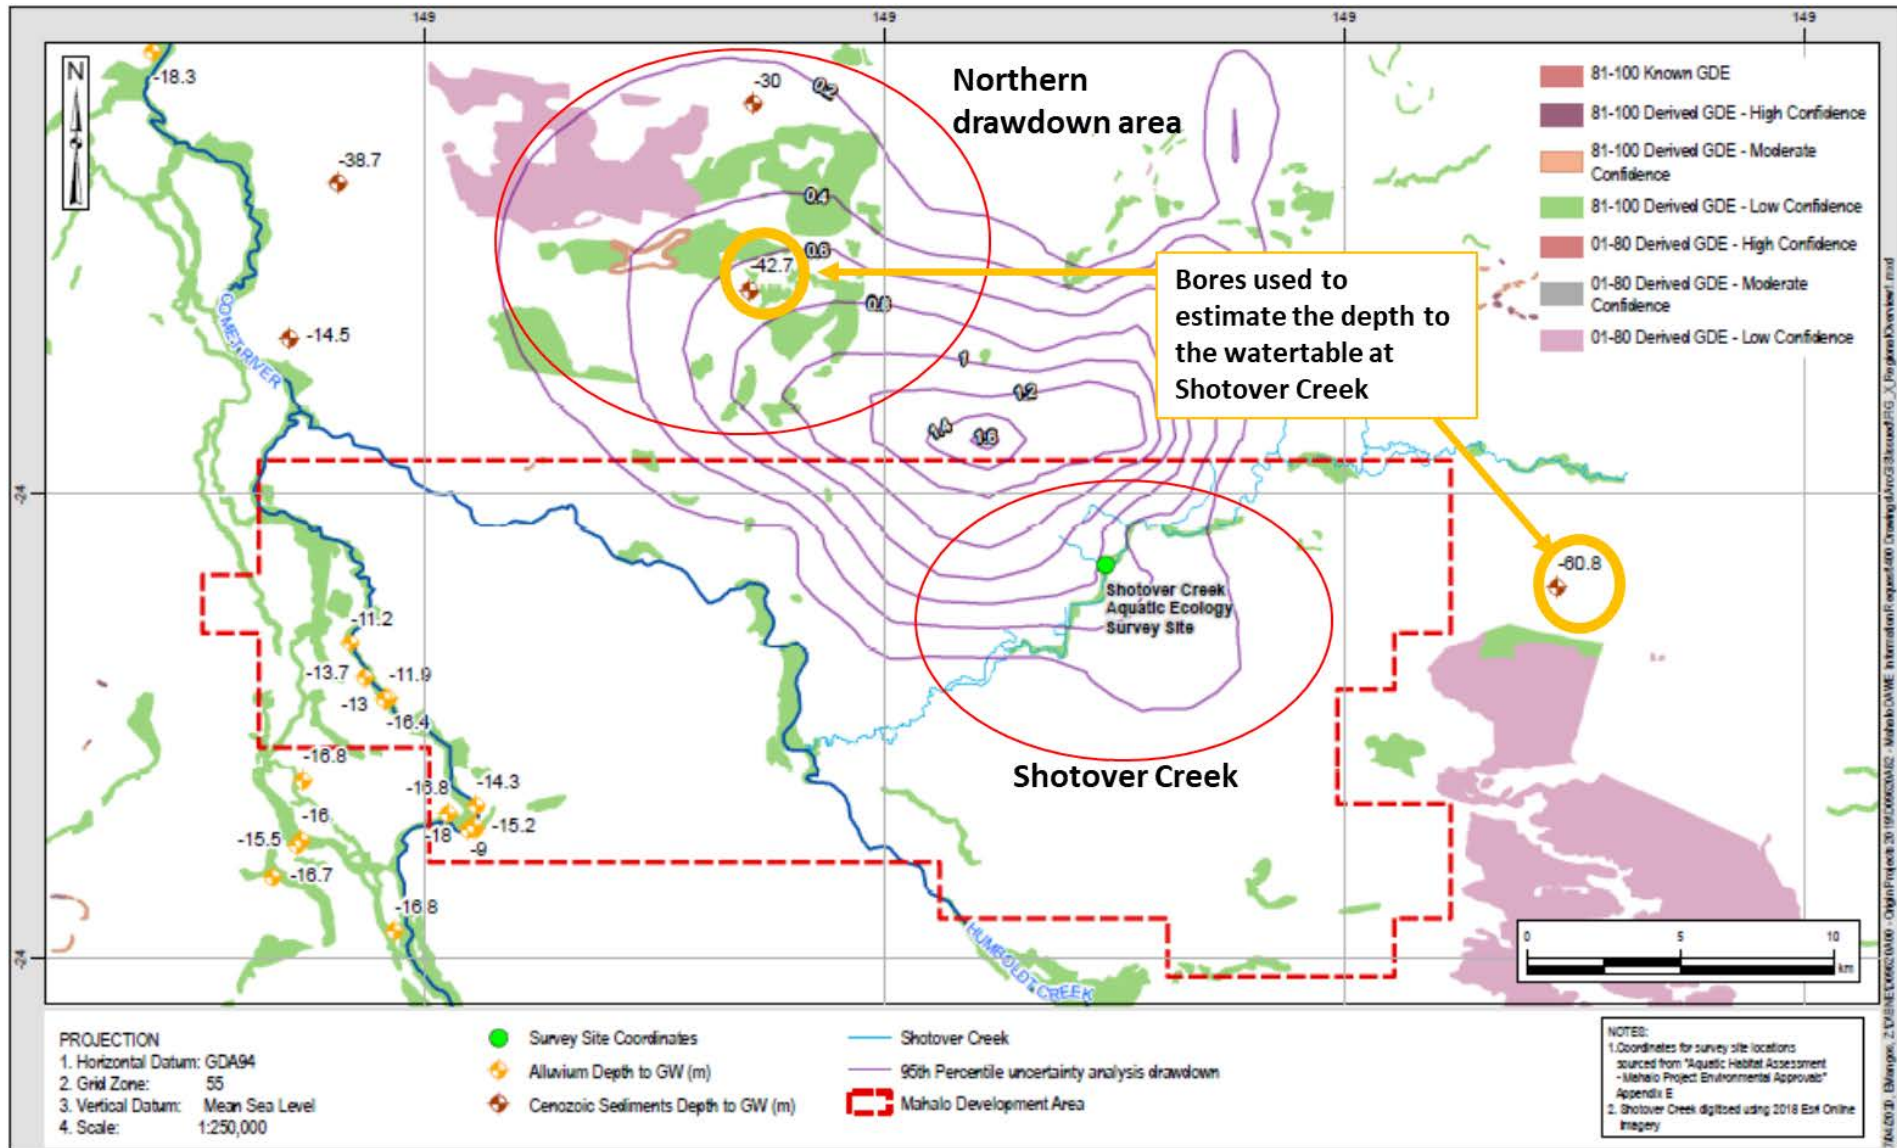 149
149
149
149
-24
-24
N
-18.3
-38.7
-14.5
COMET RIVER
-30
0.2
0.4
0.6
0.8
1
1.2
1.4
1.6
-42.7
Northern
drawdown area
Bores used to
estimate the depth to
the watertable at
Shotover Creek
81-100 Known GDE
81-100 Derived GDE - High Confidence
81-100 Derived GDE - Moderate
Confidence
81-100 Derived GDE - Low Confidence
01-80 Derived GDE - High Confidence
01-80 Derived GDE - Moderate
Confidence
01-80 Derived GDE - Low Confidence
-60.8
Shotover Creek
Aquatic Ecology
Survey Site
Shotover Creek
-11.2
-13.7
-11.9
-13
-16.4
-16.8
-16.8
-14.3
-16
-15.5
-18
-15.2
-9
-16.7
-16.8
HUMBOLDT CREEK
0 5 10
km
PROJECTION
1. Horizontal Datum: GDA94
2. Grid Zone: 55
3. Vertical Datum: Mean Sea Level
4. Scale: 1:250,000
Survey Site Coordinates
Alluvium Depth to GW (m)
Cenozoic Sediments Depth to GW (m)
Shotover Creek
95th Percentile uncertainty analysis drawdown
Mahalo Development Area
NOTES:
1.Coordinates for survey site locations
sourced from "Aquatic Habitat Assessment
- Mahalo Project Environmental Approvals"
Appendix E
2. Shotover Creek digitised using 2018 Esri Online
Imagery